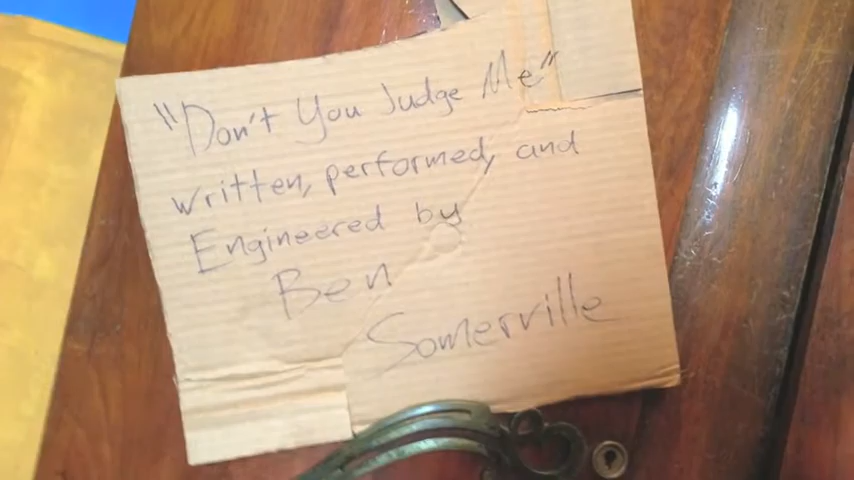 "Don't You Judge Me"
written, performed, and
Engineered by
Ben
Somerville